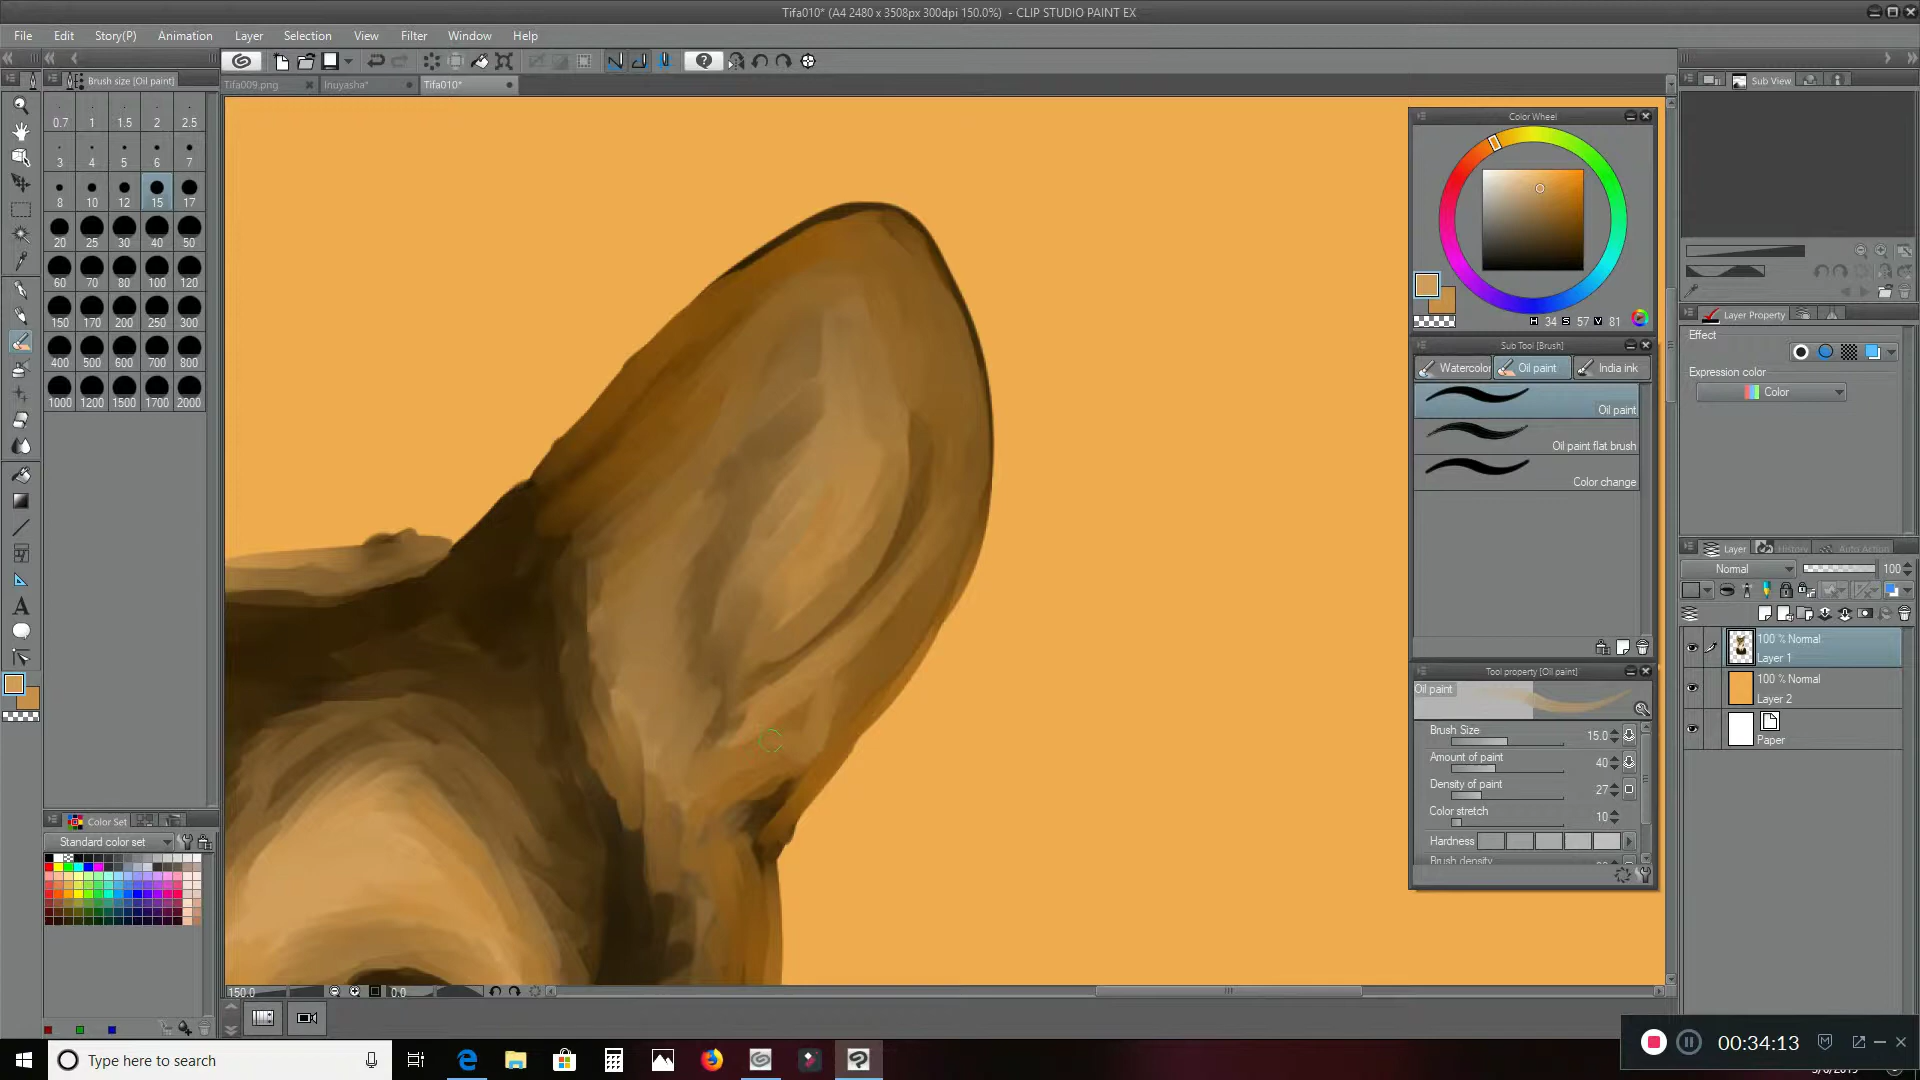 Tifa010* (A4 2480 x 3508px 300dpi 150.0%) - CLIP STUDIO PAINT EX
File Edit Story(P) Animation Layer Selection View Filter Window Help
Brush size [Oil paint]
Tifa009.png Inuyasha* Tifa010*
0.7 1 1.5 2 2.5
3 4 5 6 7
8 10 12 15 17
20 25 30 40 50
60 70 80 100 120
150 170 200 250 300
400 500 600 700 800
1000 1200 1500 1700 2000
Color Set
Standard color set
150.0 0.0
Color Wheel
H 34 S 57 V 81
Sub Tool [Brush]
Watercolor Oil paint India ink
Oil paint
Oil paint flat brush
Color change
Tool property [Oil paint]
Oil paint
Brush Size 15.0
Amount of paint 40
Density of paint 27
Color stretch 10
Hardness
Brush density
Sub View
Layer Property
Effect
Expression color
Color
Layer History Auto Action
Normal 100
100 % Normal
Layer 1
100 % Normal
Layer 2
Paper
Type here to search
00:34:13